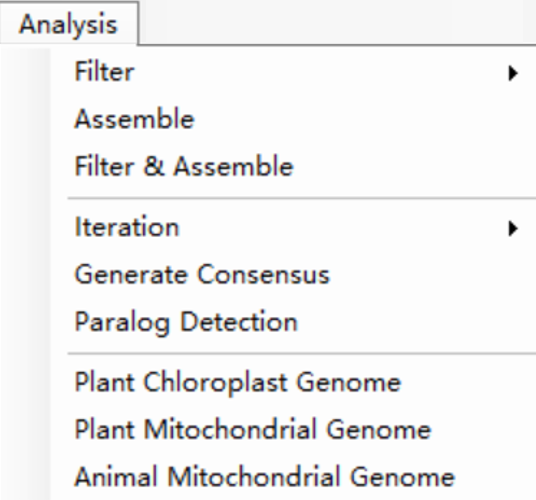 Analysis
Filter
Assemble
Filter & Assemble
Iteration
Generate Consensus
Paralog Detection
Plant Chloroplast Genome
Plant Mitochondrial Genome
Animal Mitochondrial Genome